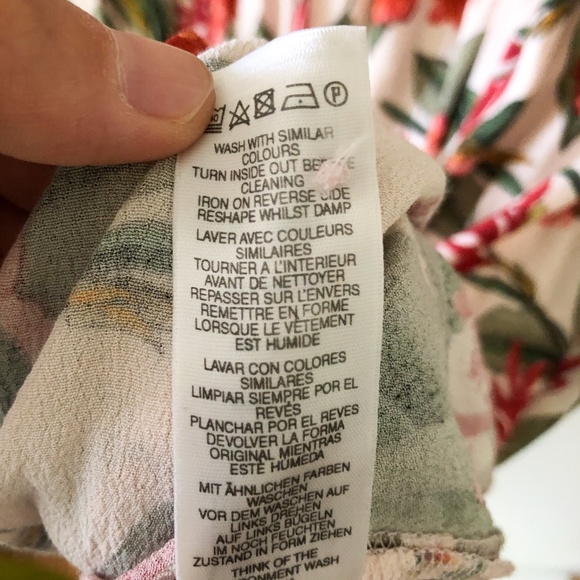 P
WASH WITH SIMILAR
COLOURS
TURN INSIDE OUT BEFORE
CLEANING
IRON ON REVERSE SIDE
RESHAPE WHILST DAMP
LAVER AVEC COULEURS
SIMILAIRES
TOURNER A L'INTERIEUR
AVANT DE NETTOYER
REPASSER SUR L'ENVERS
REMETTRE EN FORME
LORSQUE LE VÊTEMENT
EST HUMIDE
LAVAR CON COLORES
SIMILARES
LIMPIAR SIEMPRE POR EL
REVÉS
PLANCHAR POR EL REVES
DEVOLVER LA FORMA
ORIGINAL MIENTRAS
ESTÉ HÚMEDA
MIT ÄHNLICHEN FARBEN
WASCHEN
VOR DEM WASCHEN AUF
LINKS DREHEN
AUF LINKS BÜGELN
IM NOCH FEUCHTEN
ZUSTAND IN FORM ZIEHEN
THINK OF THE
WASH